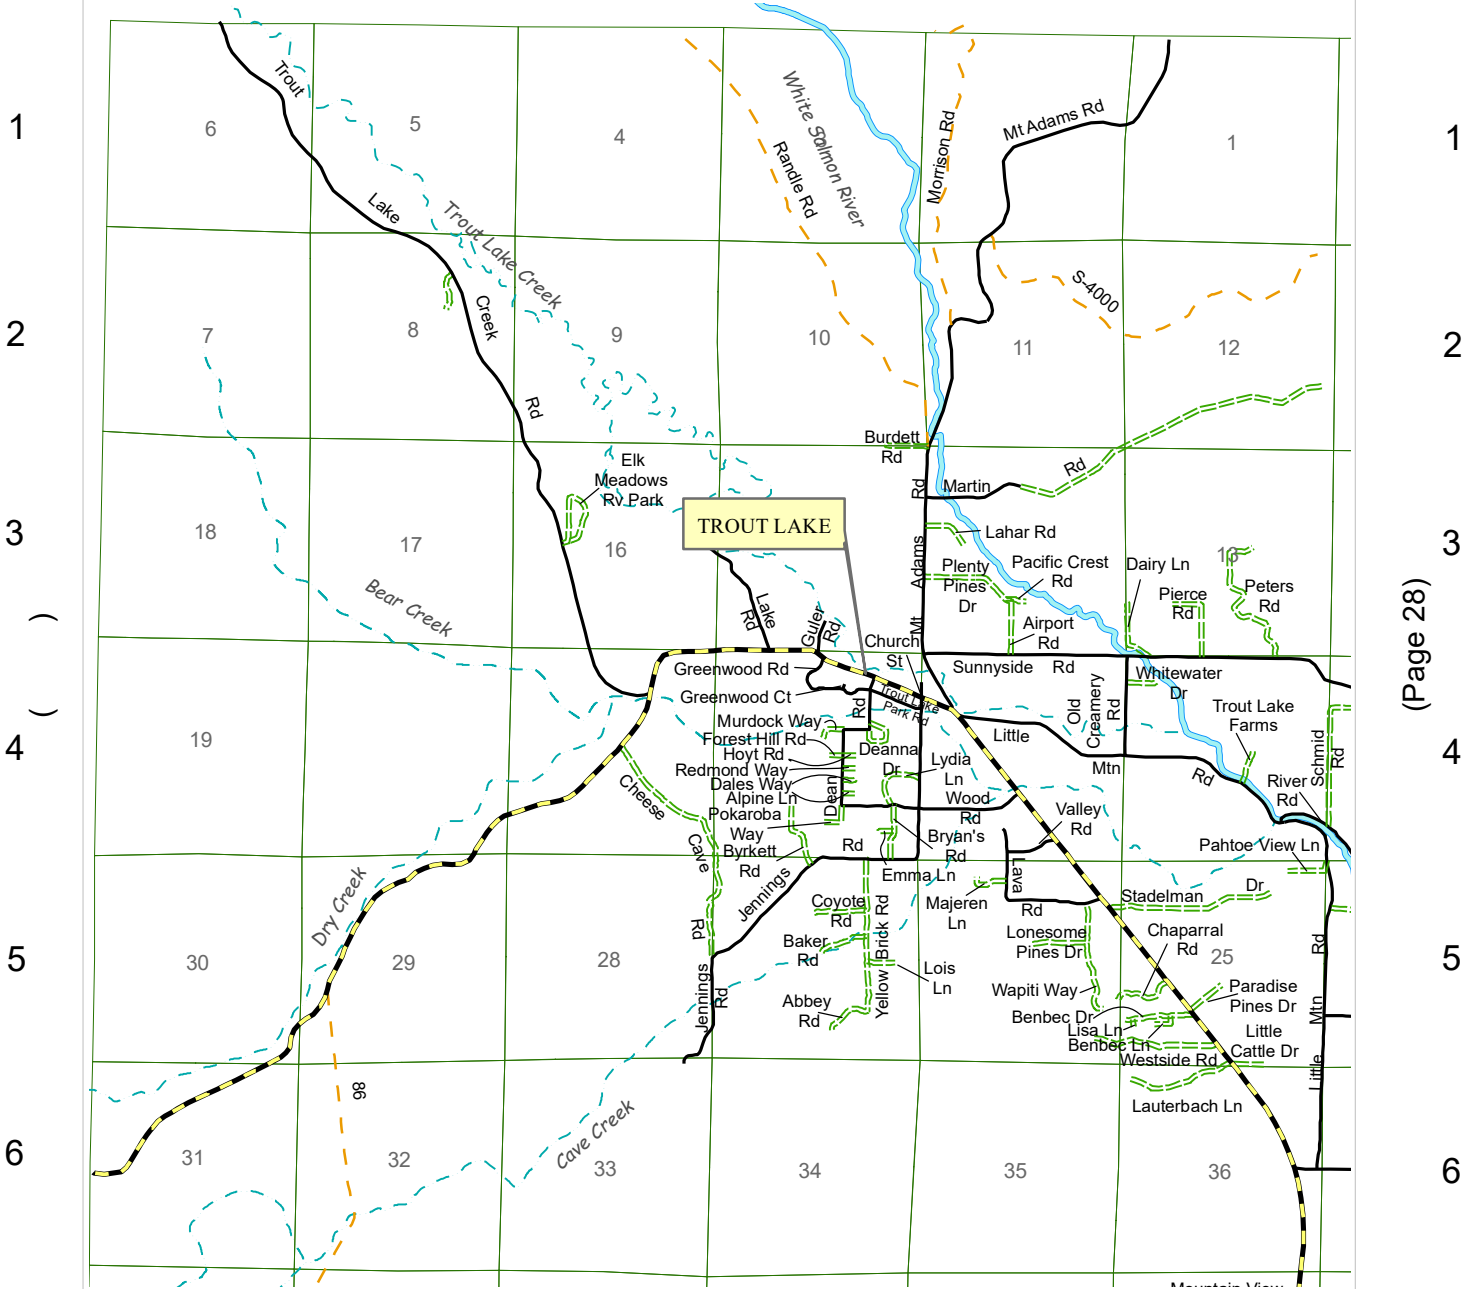 1
6
5
4
1
1
Trout
Lake
Creek
Rd
Trout Lake Creek
White Salmon River
Randle Rd
Morrison Rd
Mt Adams Rd
S-4000
2
7
8
9
10
11
12
2
Burdett
Rd
Martin
Rd
Elk
Meadows
Rv Park
TROUT LAKE
3
18
17
16
13
3
Rd
Adams
Mt
Lahar Rd
Plenty
Pines
Dr
Pacific Crest
Rd
Airport
Rd
Dairy Ln
Pierce
Rd
Peters
Rd
(Page 28)
(
)
Bear Creek
Lake
Rd
Guler
Rd
Church
St
Sunnyside
Rd
Greenwood Rd
Greenwood Ct
Trout Lake
Park Rd
Whitewater
Dr
Old
Creamery
Rd
Trout Lake
Farms
4
19
4
Murdock Way
Forest Hill Rd
Hoyt Rd
Redmond Way
Dales Way
Alpine Ln
Pokaroba
Way
Byrkett
Rd
Rd
Dean
Deanna
Dr
Lydia
Ln
Little
Mtn
Rd
River
Rd
Schmid
Rd
Wood
Rd
Valley
Rd
Bryan's
Rd
Rd
Emma Ln
Jennings
Pahtoe View Ln
Cheese
Cave
Rd
Dry Creek
5
30
29
28
25
5
Coyote
Rd
Baker
Rd
Abbey
Rd
Yellow Brick Rd
Lois
Ln
Jennings
Rd
Majeren
Ln
Lava
Rd
Stadelman
Dr
Lonesome
Pines Dr
Chaparral
Rd
Wapiti Way
Paradise
Pines Dr
Benbec Dr
Lisa Ln
Benbec Ln
Westside Rd
Little
Cattle Dr
Lauterbach Ln
Rd
Mtn
Little
86
Cave Creek
6
31
32
33
34
35
36
6